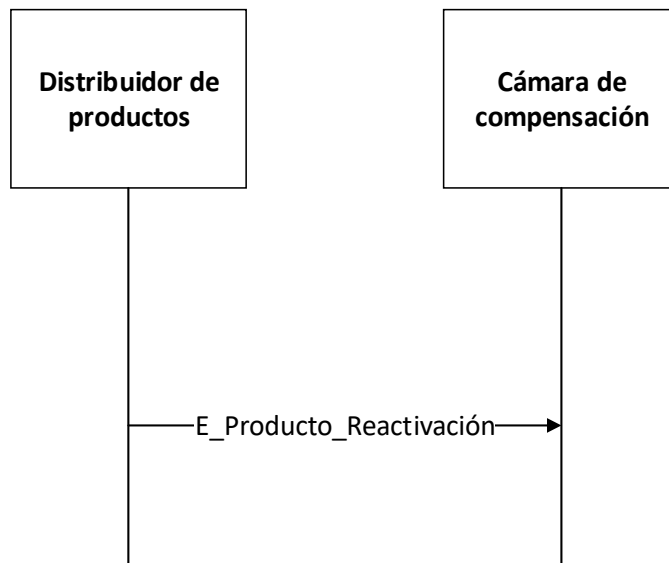 Distribuidor de
productos
Cámara de
compensación
E_Producto_Reactivación